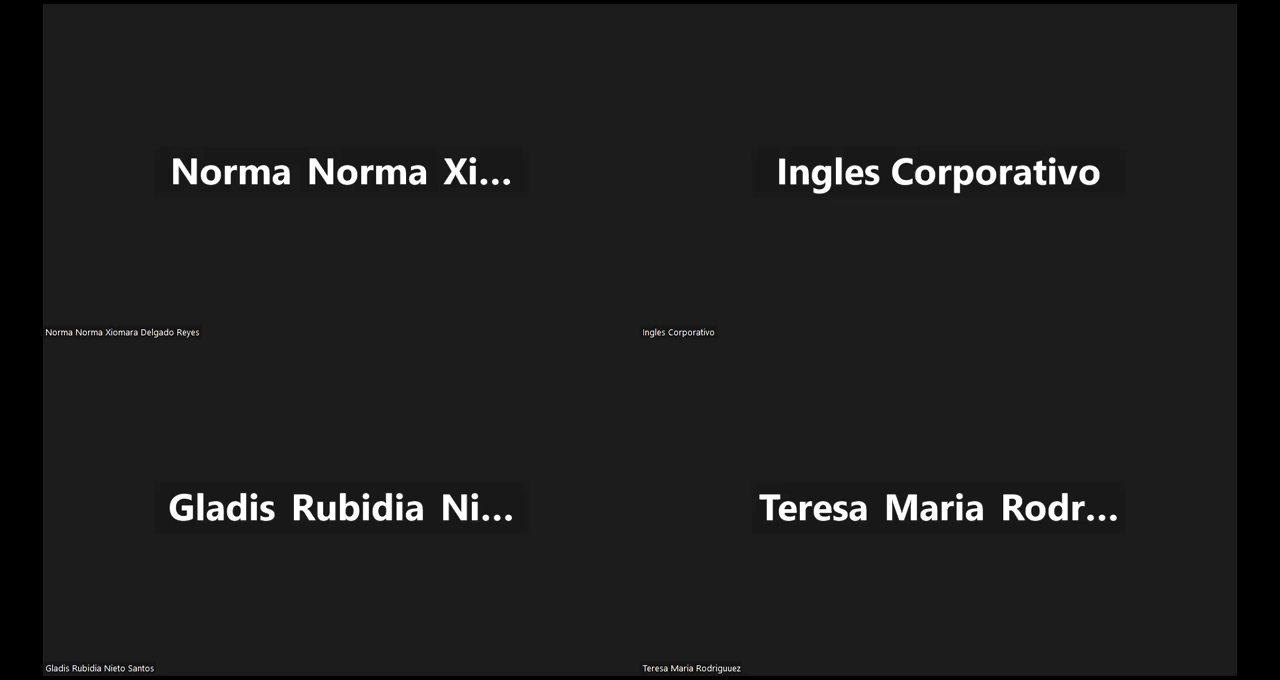 Norma Norma Xi...
Ingles Corporativo
Norma Norma Xiomara Delgado Reyes
Ingles Corporativo
Gladis Rubidia Ni...
Teresa Maria Rodr...
Gladis Rubidia Nieto Santos
Teresa Maria Rodriguuez